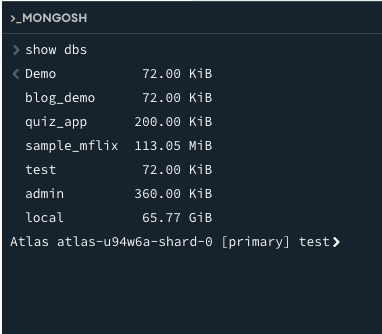 >_MONGOSH
> show dbs
< Demo 72.00 KiB
blog_demo 72.00 KiB
quiz_app 200.00 KiB
sample_mflix 113.05 MiB
test 72.00 KiB
admin 360.00 KiB
local 65.77 GiB
Atlas atlas-u94w6a-shard-0 [primary] test>